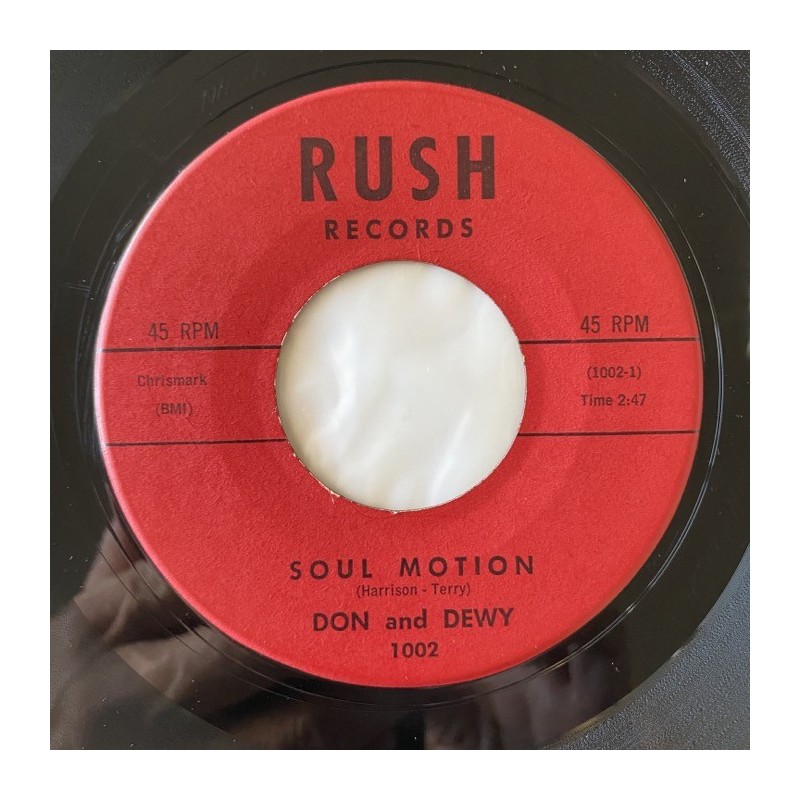 RUSH
RECORDS
45 RPM
45 RPM
Chrismark
(BMI)
(1002-1)
Time 2:47
SOUL MOTION
(Harrison - Terry)
DON and DEWY
1002